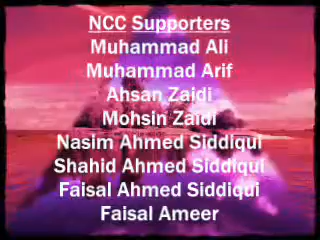 NCC Supporters
Muhammad Ali
Muhammad Arif
Ahsan Zaidi
Mohsin Zaidi
Nasim Ahmed Siddiqui
Shahid Ahmed Siddiqui
Faisal Ahmed Siddiqui
Faisal Ameer